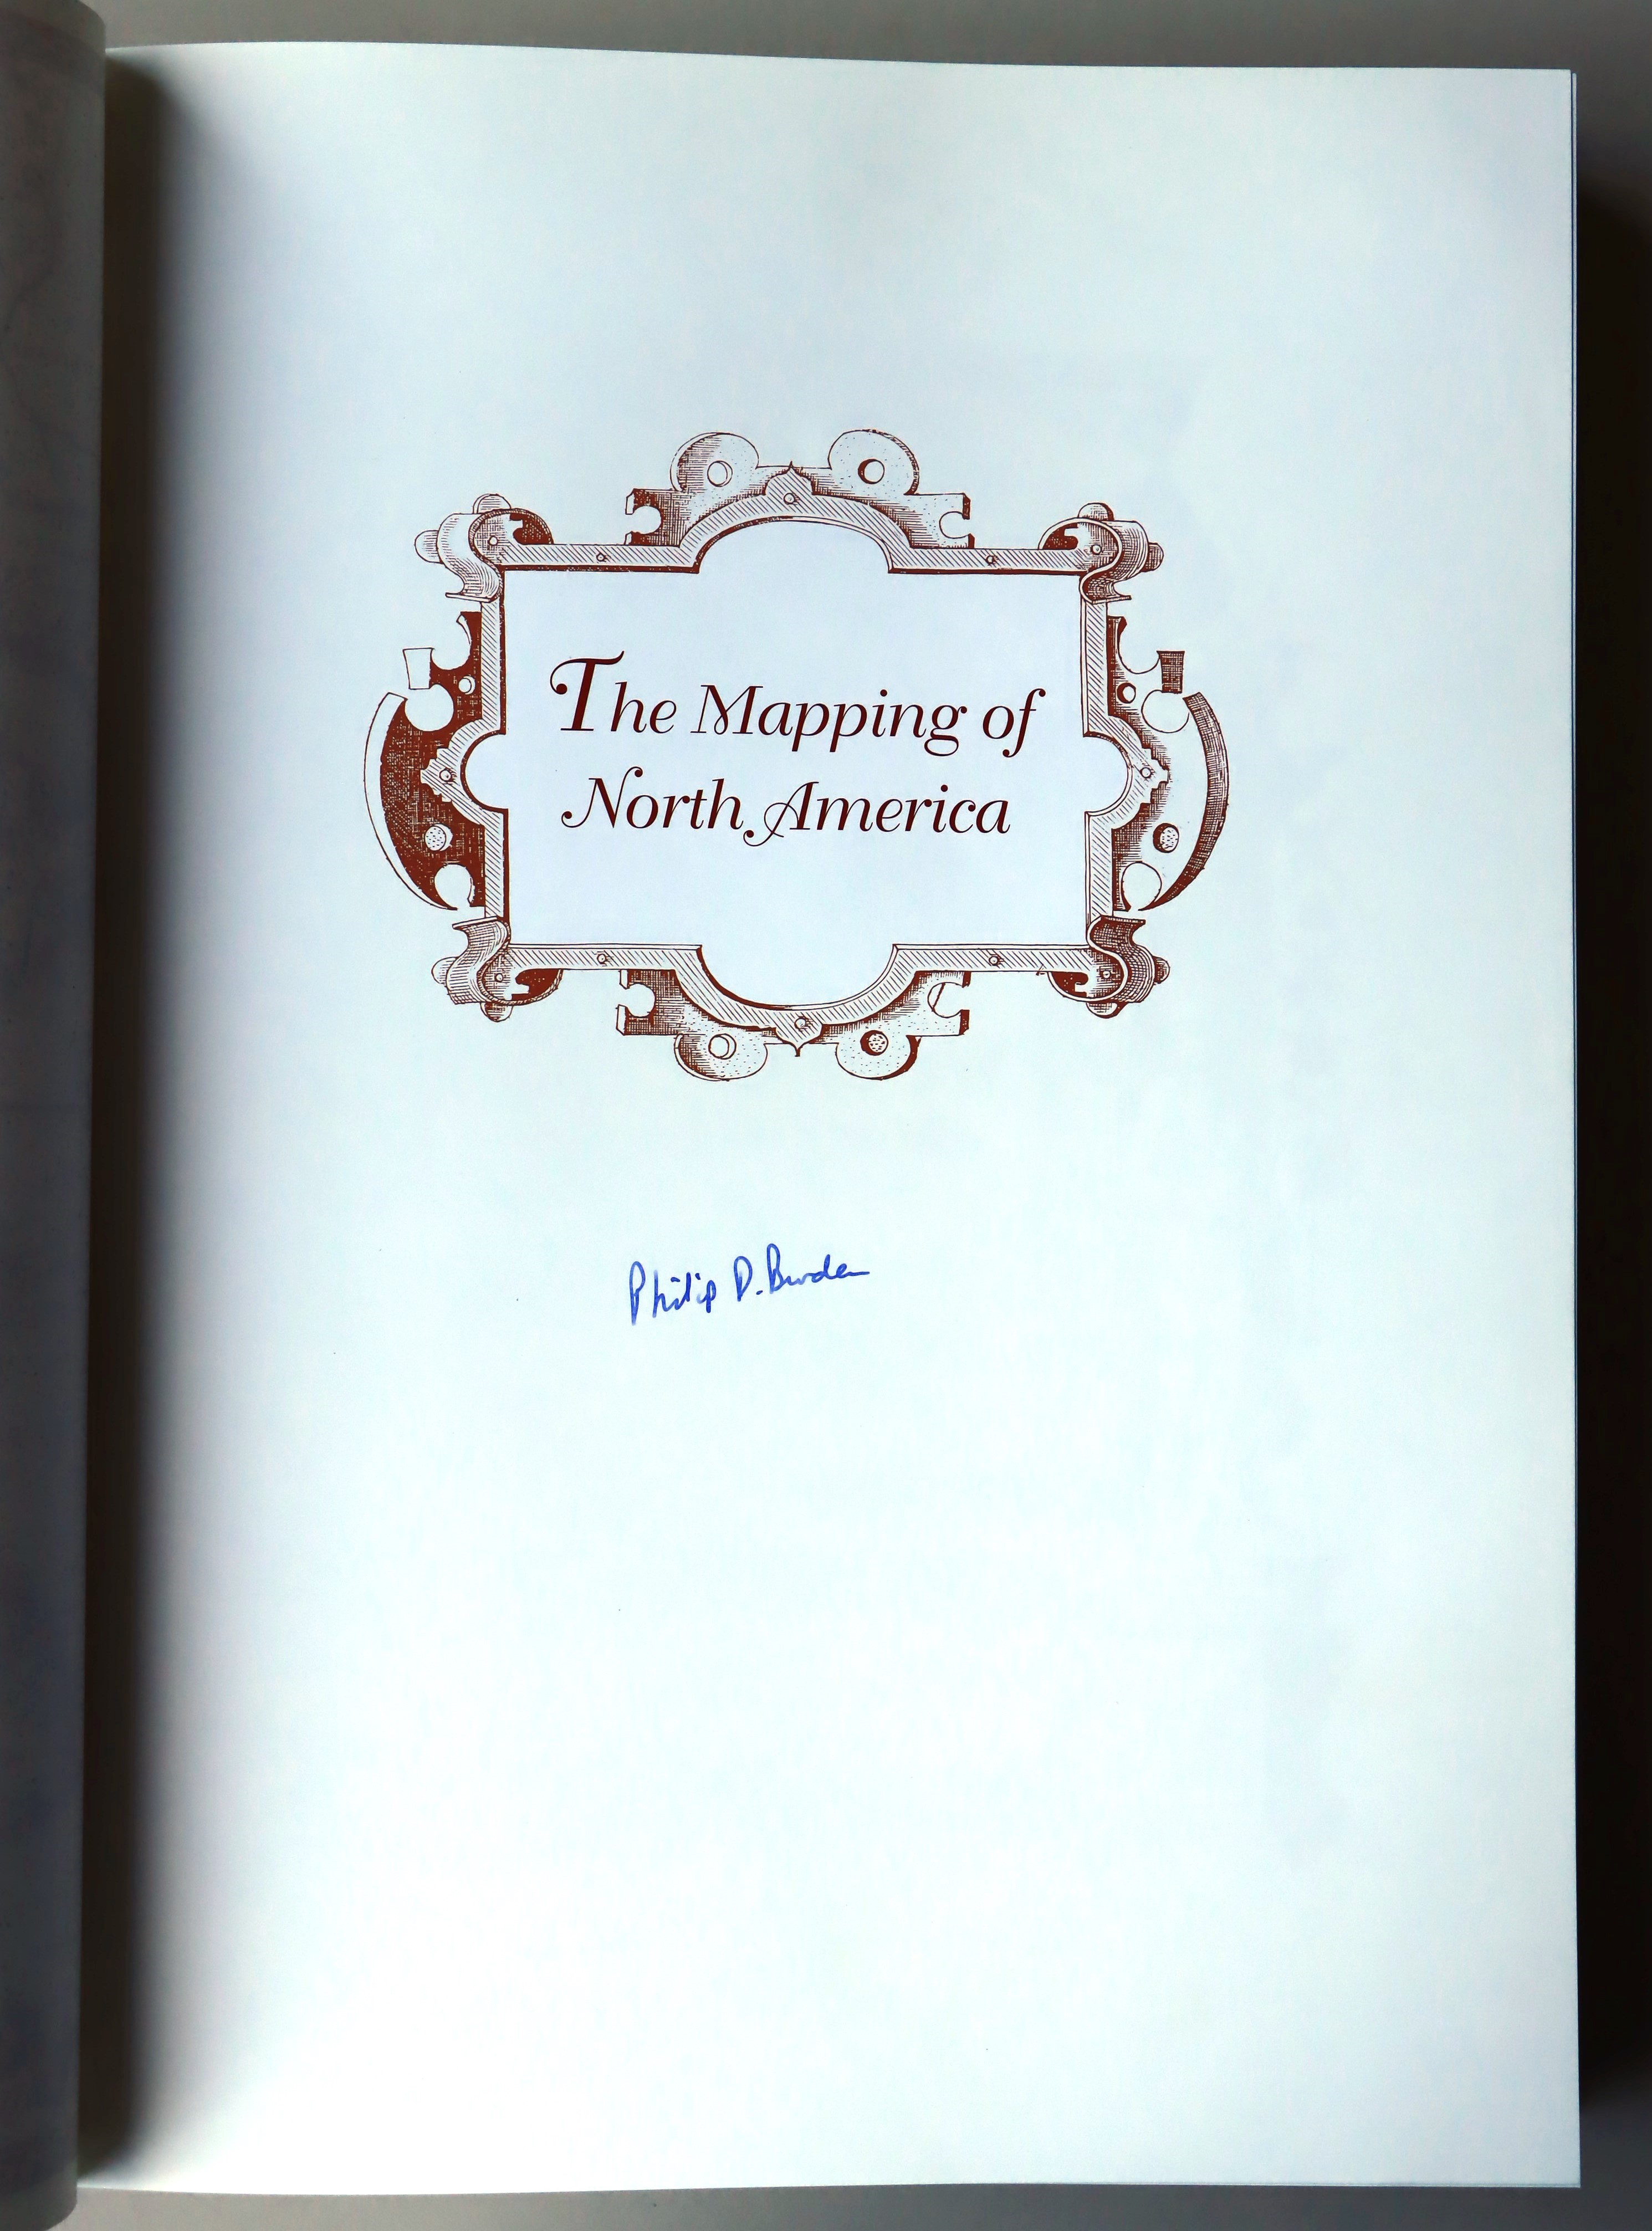 The Mapping of
North America
Philip D. Burden